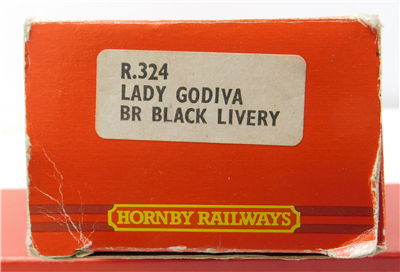 R.324
LADY GODIVA
BR BLACK LIVERY
HORNBY RAILWAYS